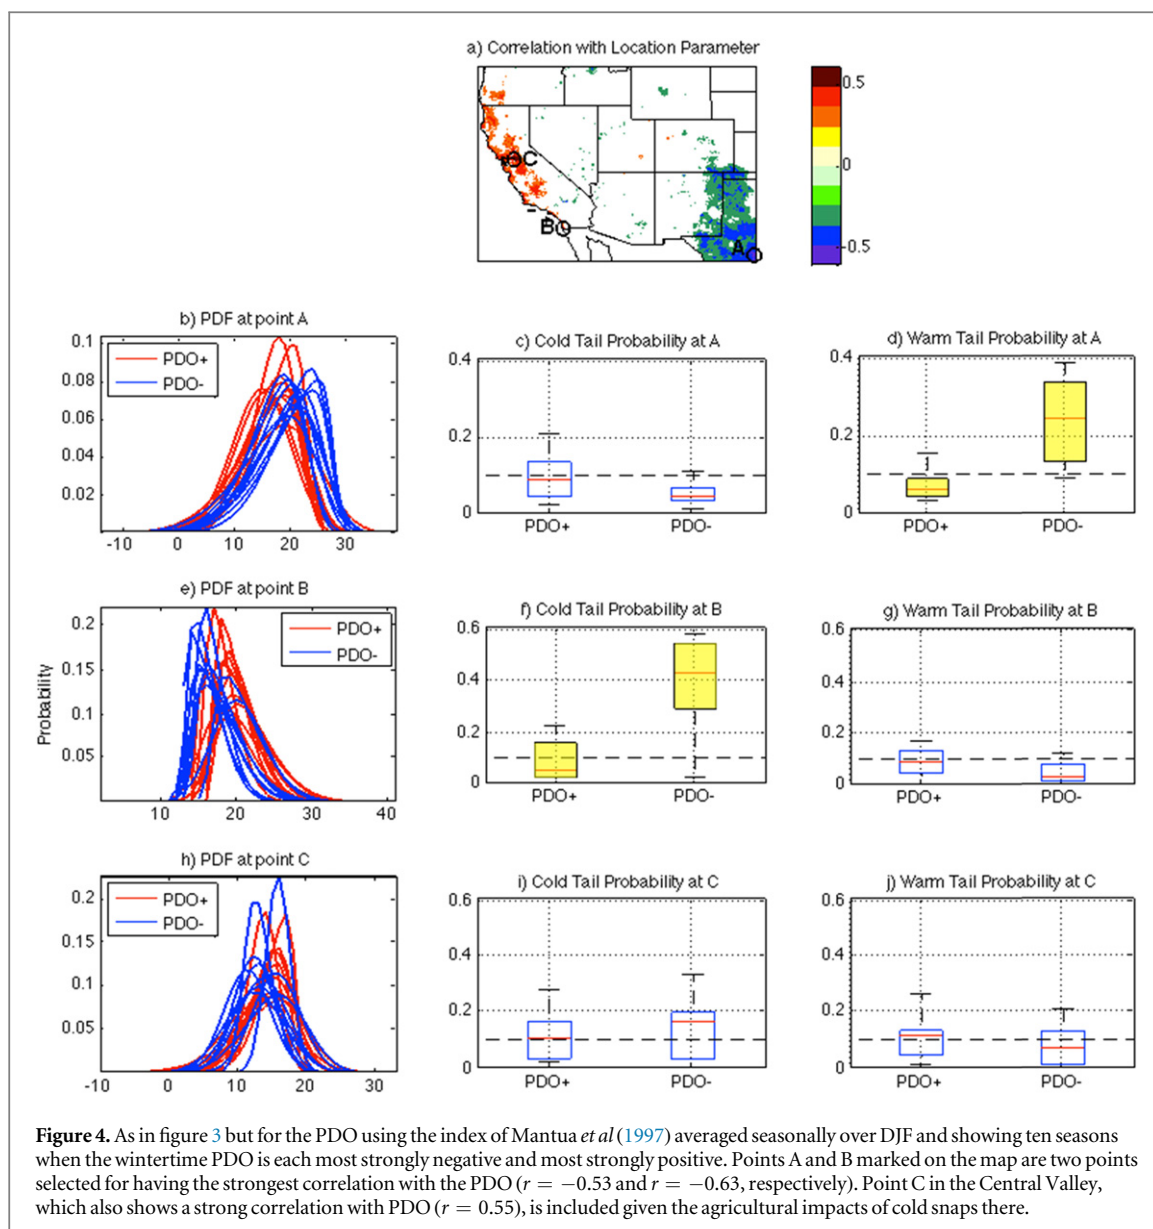 a) Correlation with Location Parameter
0.5
0
-0.5
C
B
A
b) PDF at point A
0.1
0.08
0.06
0.04
0.02
-10 0 10 20 30
PDO+
PDO-
c) Cold Tail Probability at A
0.4
0.2
0
PDO+ PDO-
d) Warm Tail Probability at A
0.4
0.2
0
PDO+ PDO-
e) PDF at point B
Probability
0.2
0.15
0.1
0.05
10 20 30 40
PDO+
PDO-
f) Cold Tail Probability at B
0.6
0.4
0.2
0
PDO+ PDO-
g) Warm Tail Probability at B
0.6
0.4
0.2
0
PDO+ PDO-
h) PDF at point C
0.2
0.15
0.1
0.05
-10 0 10 20 30
PDO+
PDO-
i) Cold Tail Probability at C
0.6
0.4
0.2
0
PDO+ PDO-
j) Warm Tail Probability at C
0.6
0.4
0.2
0
PDO+ PDO-
Figure 4. As in figure 3 but for the PDO using the index of Mantua et al (1997) averaged seasonally over DJF and showing ten seasons
when the wintertime PDO is each most strongly negative and most strongly positive. Points A and B marked on the map are two points
selected for having the strongest correlation with the PDO (r = −0.53 and r = −0.63, respectively). Point C in the Central Valley,
which also shows a strong correlation with PDO (r = 0.55), is included given the agricultural impacts of cold snaps there.